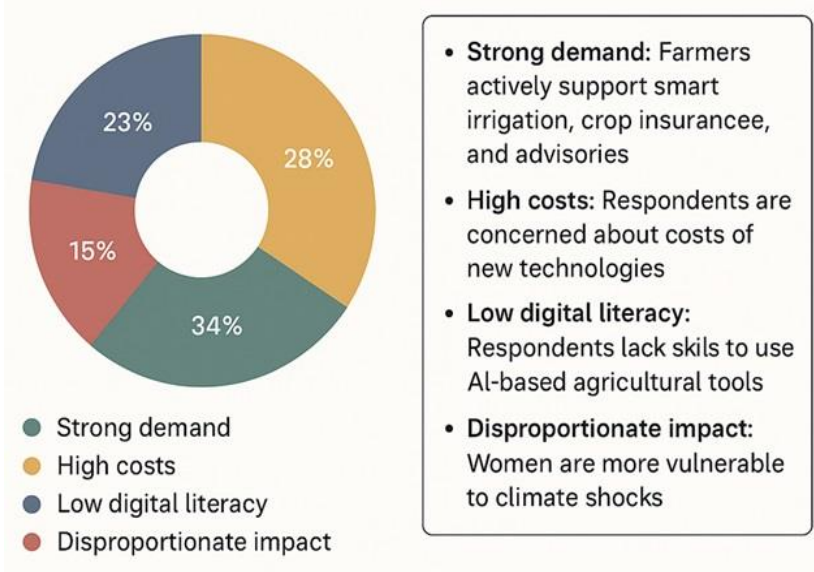 23%
28%
15%
34%
Strong demand
High costs
Low digital literacy
Disproportionate impact
• Strong demand: Farmers
actively support smart
irrigation, crop insurancee,
and advisories
• High costs: Respondents are
concerned about costs of
new technologies
• Low digital literacy:
Respondents lack skils to use
AI-based agricultural tools
• Disproportionate impact:
Women are more vulnerable
to climate shocks